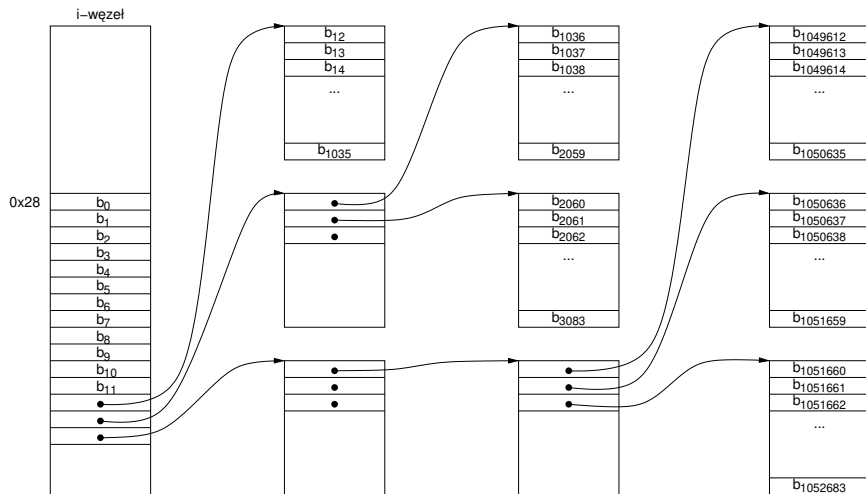 i-węzeł
0x28
b0
b1
b2
b3
b4
b5
b6
b7
b8
b9
b10
b11
b12
b13
b14
...
b1035
b1036
b1037
b1038
...
b2059
b2060
b2061
b2062
...
b3083
b1049612
b1049613
b1049614
...
b1050635
b1050636
b1050637
b1050638
...
b1051659
b1051660
b1051661
b1051662
...
b1052683